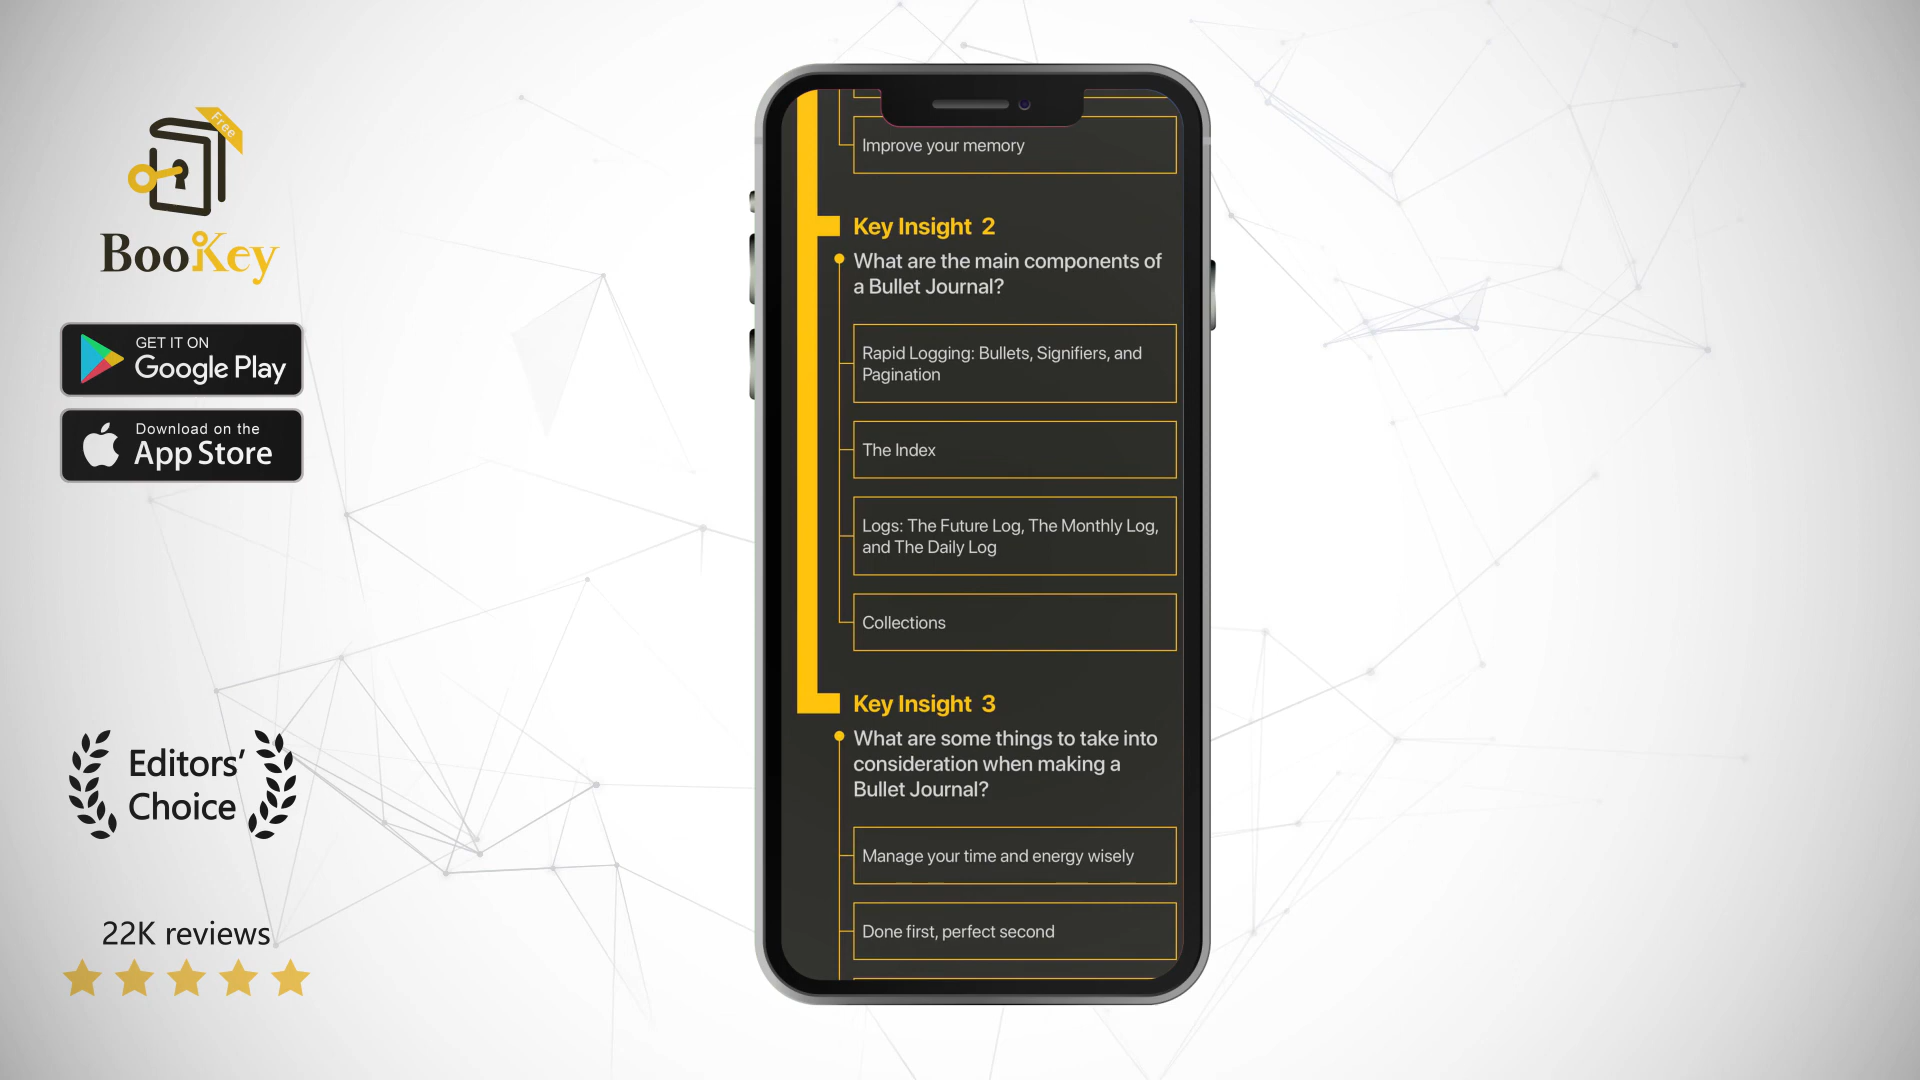 Free
BooKey
GET IT ON
Google Play
Download on the
App Store
Editors’
Choice
22K reviews
Improve your memory
Key Insight 2
What are the main components of
a Bullet Journal?
Rapid Logging: Bullets, Signifiers, and
Pagination
The Index
Logs: The Future Log, The Monthly Log,
and The Daily Log
Collections
Key Insight 3
What are some things to take into
consideration when making a
Bullet Journal?
Manage your time and energy wisely
Done first, perfect second